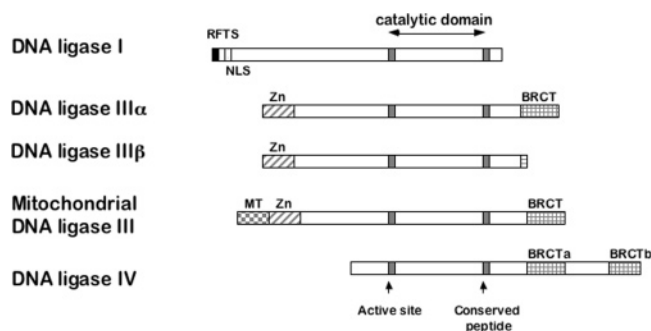 catalytic domain
DNA ligase I
RFTS
NLS
DNA ligase IIIα
Zn
BRCT
DNA ligase IIIβ
Zn
Mitochondrial
DNA ligase III
MT
Zn
BRCT
DNA ligase IV
BRCTa
BRCTb
Active site
Conserved
peptide